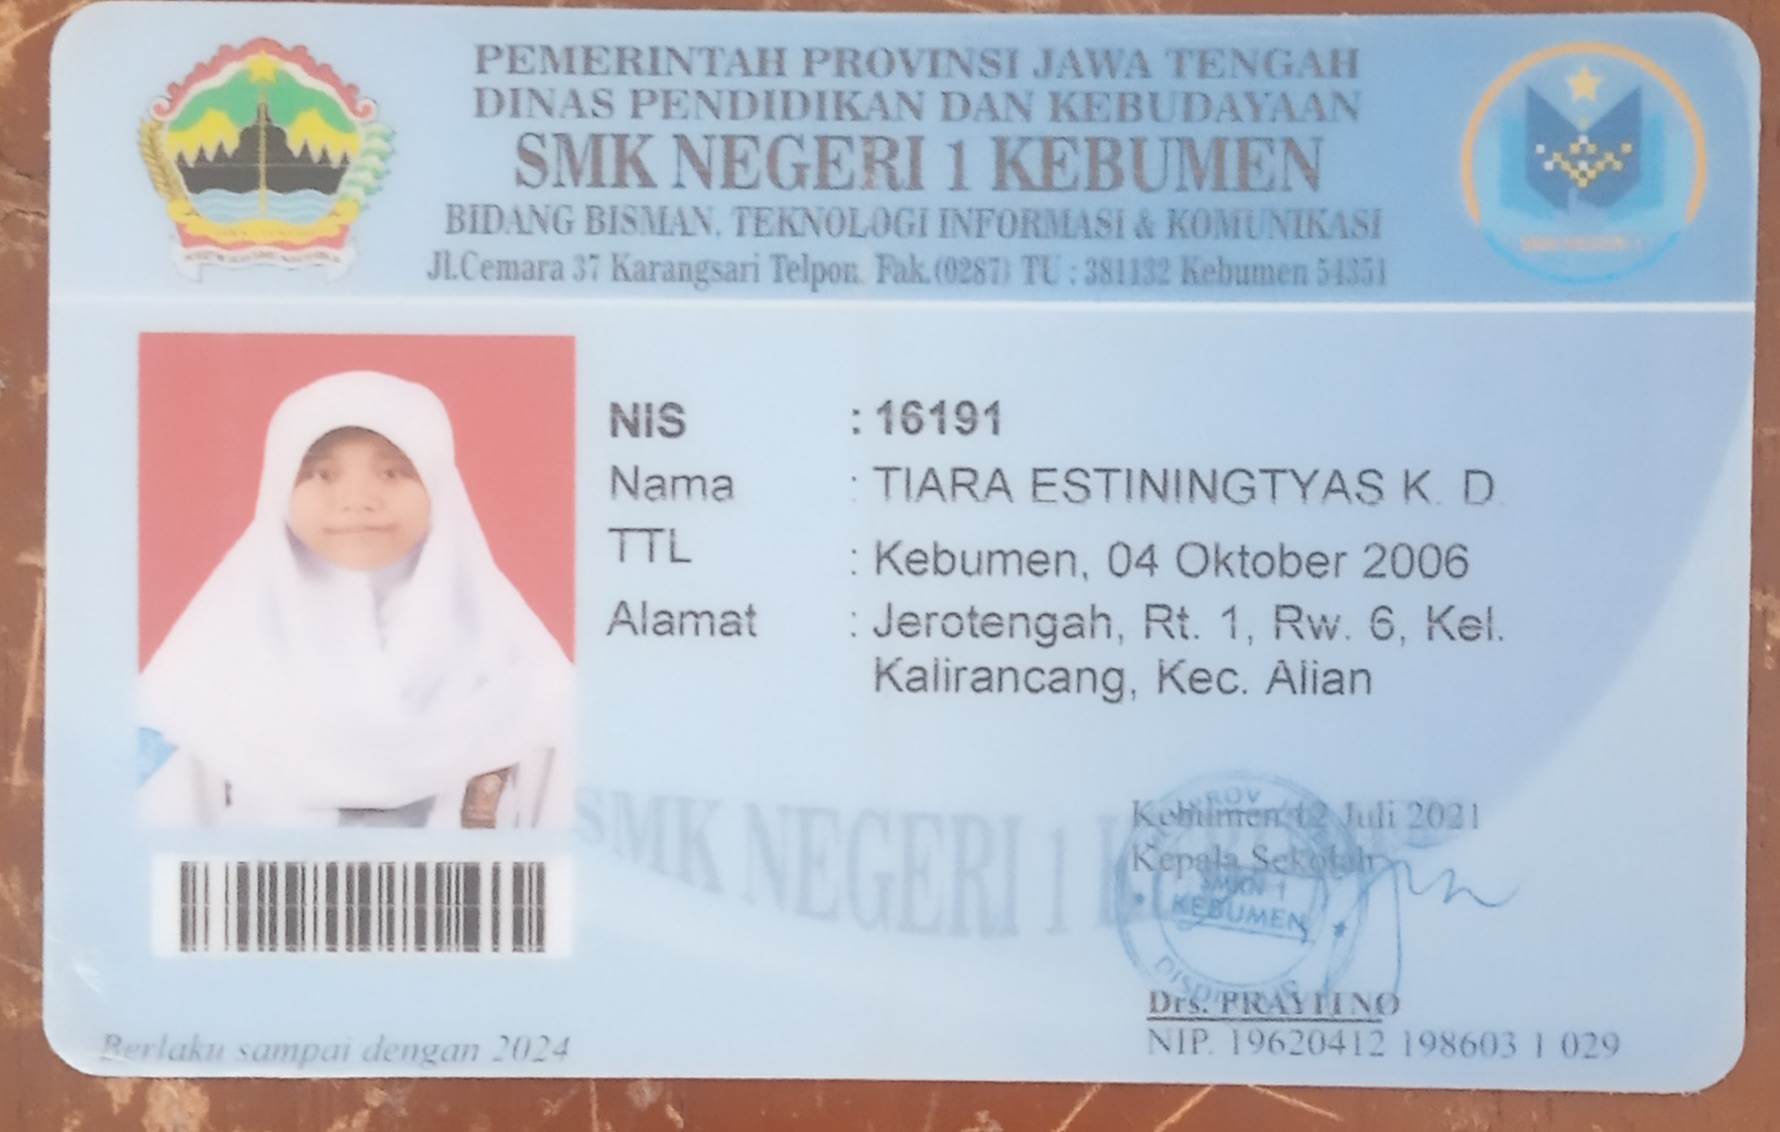 PEMERINTAH PROVINSI JAWA TENGAH
DINAS PENDIDIKAN DAN KEBUDAYAAN
SMK NEGERI 1 KEBUMEN
BIDANG BISMAN, TEKNOLOGI INFORMASI & KOMUNIKASI
Jl.Cemara 37 Karangsari Telpon. Fak.(0287) TU : 381132 Kebumen 54351
NIS : 16191
Nama : TIARA ESTININGTYAS K. D.
TTL : Kebumen, 04 Oktober 2006
Alamat : Jerotengah, Rt. 1, Rw. 6, Kel.
Kalirancang, Kec. Alian
SMK NEGERI 1
Kebumen 12 Juli 2021
Kepala Sekolah
SMKN 1
KEBUMEN
Drs. PRAYITNO
NIP. 19620412 198603 1 029
Berlaku sampai dengan 2024